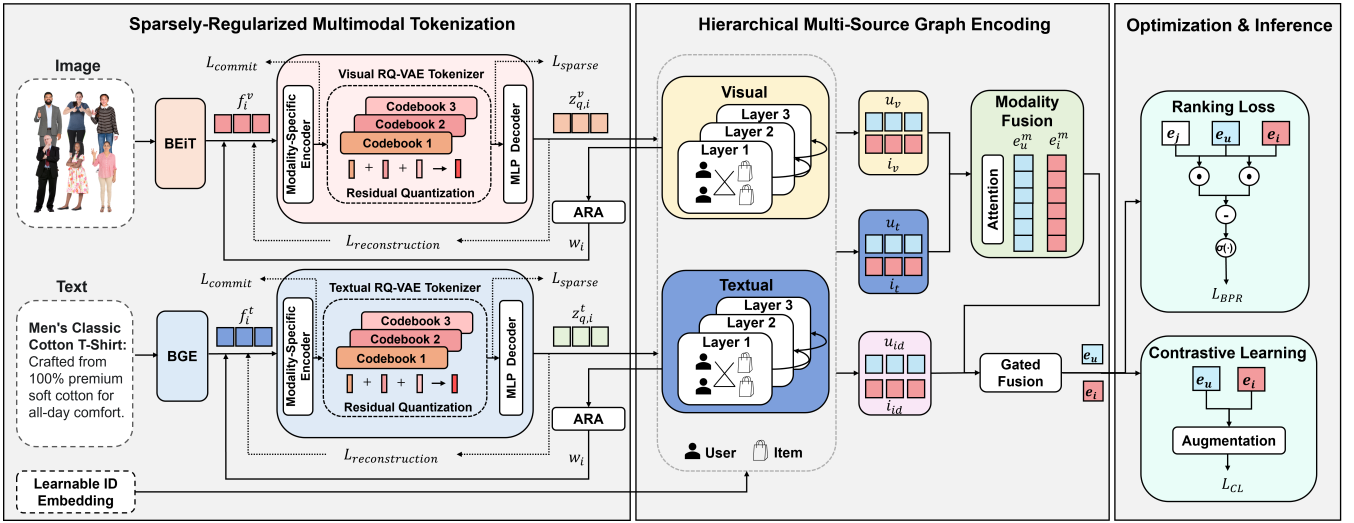 Sparsely-Regularized Multimodal Tokenization
Image
BEiT
f_i^v
L_commit
Visual RQ-VAE Tokenizer
Modality-Specific
Encoder
Codebook 3
Codebook 2
Codebook 1
+ + →
Residual Quantization
MLP Decoder
L_sparse
z_{q,i}^v
ARA
w_i
L_reconstruction
Text
Men's Classic
Cotton T-Shirt:
Crafted from
100% premium
soft cotton for
all-day comfort.
BGE
f_i^t
L_commit
Textual RQ-VAE Tokenizer
Modality-Specific
Encoder
Codebook 3
Codebook 2
Codebook 1
+ + →
Residual Quantization
MLP Decoder
L_sparse
z_{q,i}^t
ARA
w_i
L_reconstruction
Learnable ID
Embedding
Hierarchical Multi-Source Graph Encoding
Visual
Layer 3
Layer 2
Layer 1
Textual
Layer 3
Layer 2
Layer 1
User
Item
u_v
i_v
u_t
i_t
u_id
i_id
Modality
Fusion
e_u^m e_i^m
Attention
Gated
Fusion
e_u
e_i
Optimization & Inference
Ranking Loss
e_j e_u e_i
-
σ(·)
L_BPR
Contrastive Learning
e_u e_i
Augmentation
L_CL